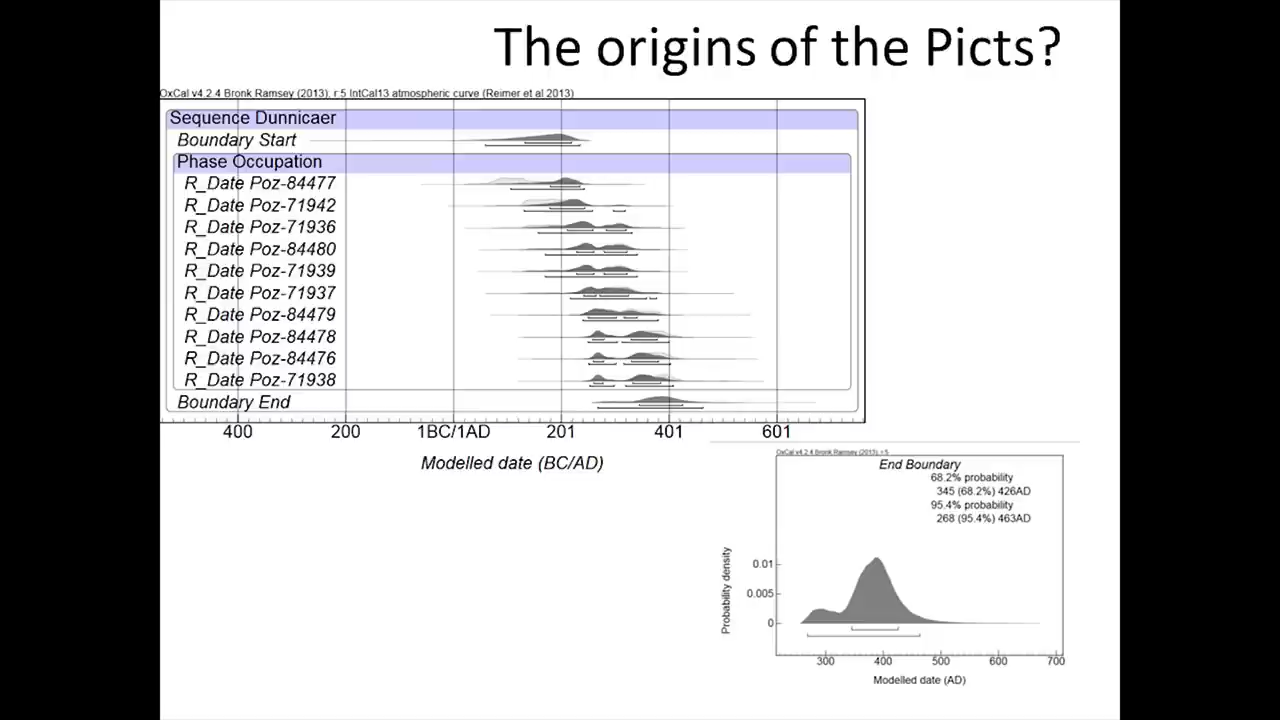 The origins of the Picts?
OxCal v4.2.4 Bronk Ramsey (2013); r:5 IntCal13 atmospheric curve (Reimer et al 2013)
Sequence Dunnicaer
Boundary Start
Phase Occupation
R_Date Poz-84477
R_Date Poz-71942
R_Date Poz-71936
R_Date Poz-84480
R_Date Poz-71939
R_Date Poz-71937
R_Date Poz-84479
R_Date Poz-84478
R_Date Poz-84476
R_Date Poz-71938
Boundary End
400 200 1BC/1AD 201 401 601
Modelled date (BC/AD)
OxCal v4.2.4 Bronk Ramsey (2013); r:5
End Boundary
68.2% probability
345 (68.2%) 426AD
95.4% probability
268 (95.4%) 463AD
Probability density
0.01
0.005
0
300 400 500 600 700
Modelled date (AD)